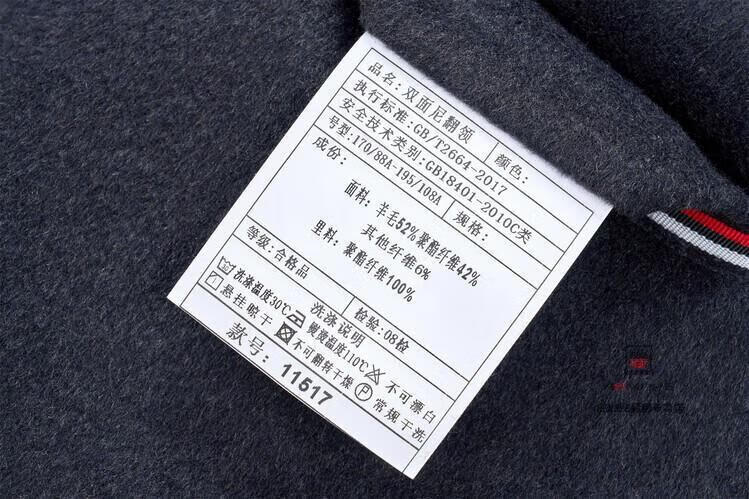 品名：双面尼翻领
颜色：
执行标准：GB/T2664-2017
安全技术类别：GB18401-2010C类
号型：170/88A-195/108A
规格：
成份：
面料：羊毛52%聚酯纤维42%
其他纤维6%
里料：聚酯纤维100%
等级：合格品
检验：08检
洗涤说明
洗涤温度30℃ 熨烫温度110℃ 不可漂白
悬挂晾干 不可翻转干燥 P 常规干洗
款号：11517